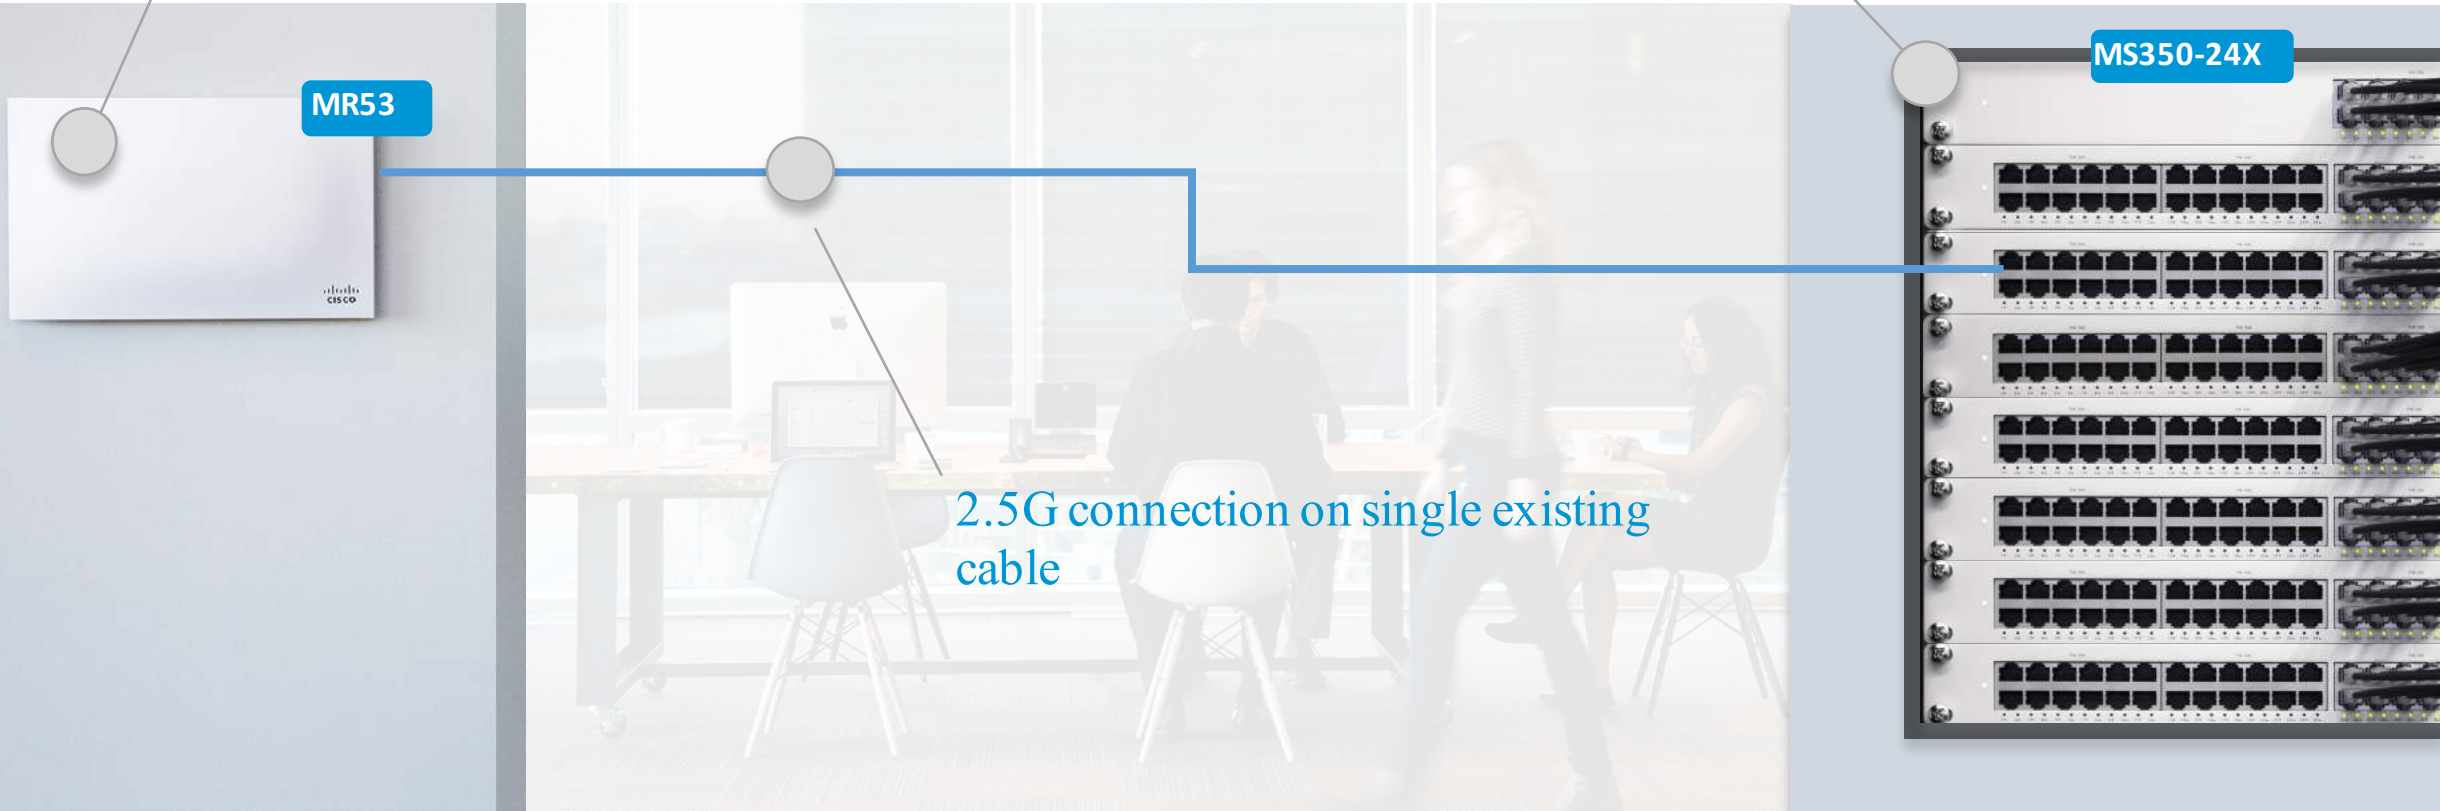 MS350-24X
MR53
CISCO
2.5G connection on single existing
cable